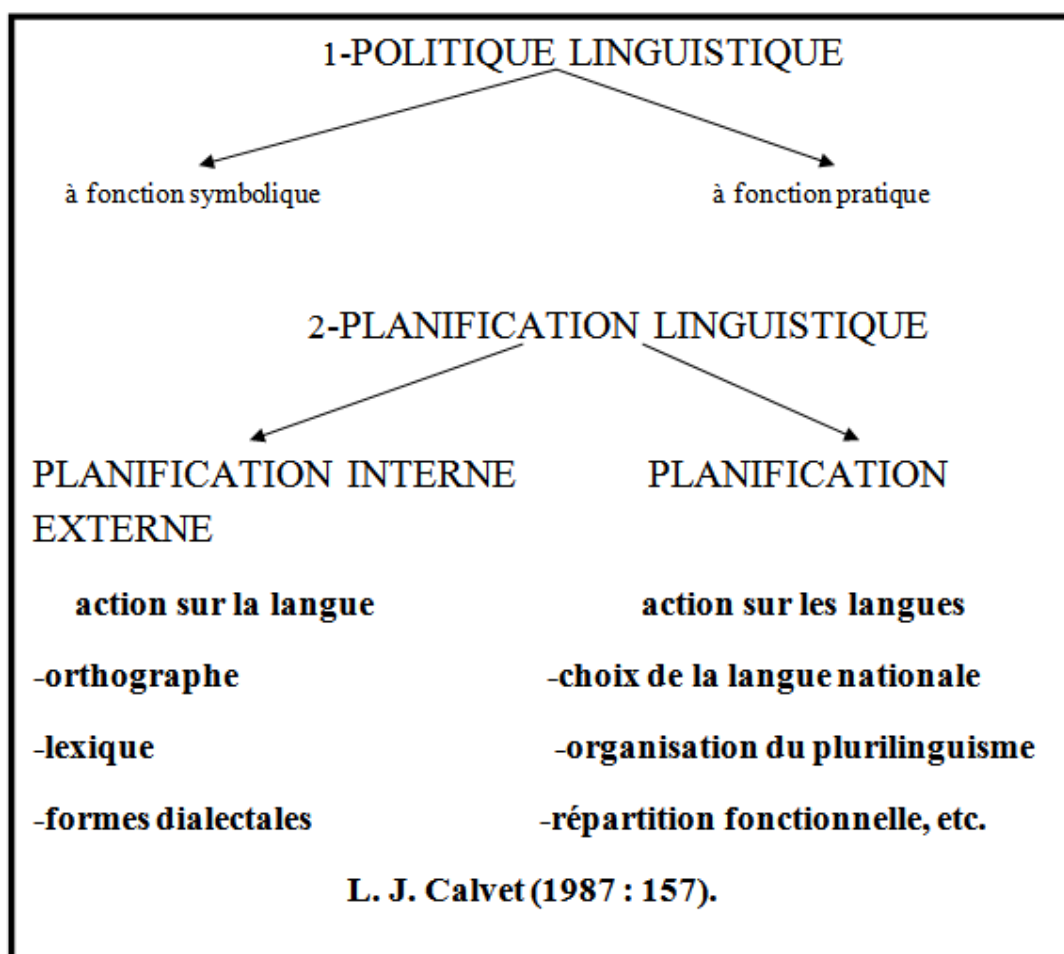 1-POLITIQUE LINGUISTIQUE
à fonction symbolique à fonction pratique
2-PLANIFICATION LINGUISTIQUE
PLANIFICATION INTERNE PLANIFICATION
EXTERNE
action sur la langue action sur les langues
-orthographe -choix de la langue nationale
-lexique -organisation du plurilinguisme
-formes dialectales -répartition fonctionnelle, etc.
L. J. Calvet (1987 : 157).